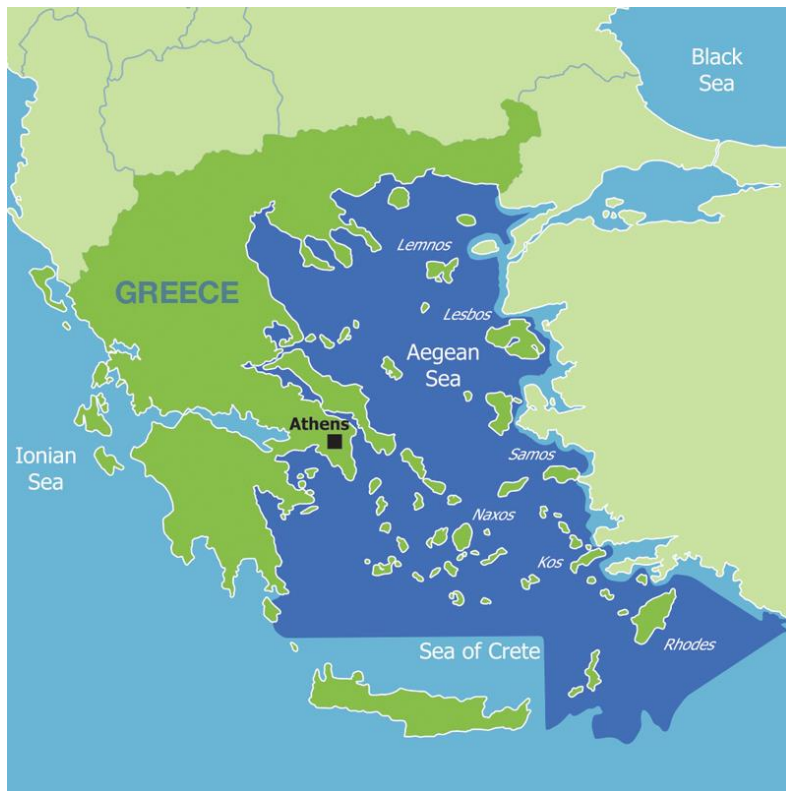 Black
Sea
Lemnos
GREECE
Lesbos
Aegean
Sea
Athens
Ionian
Sea
Samos
Naxos
Kos
Sea of Crete
Rhodes